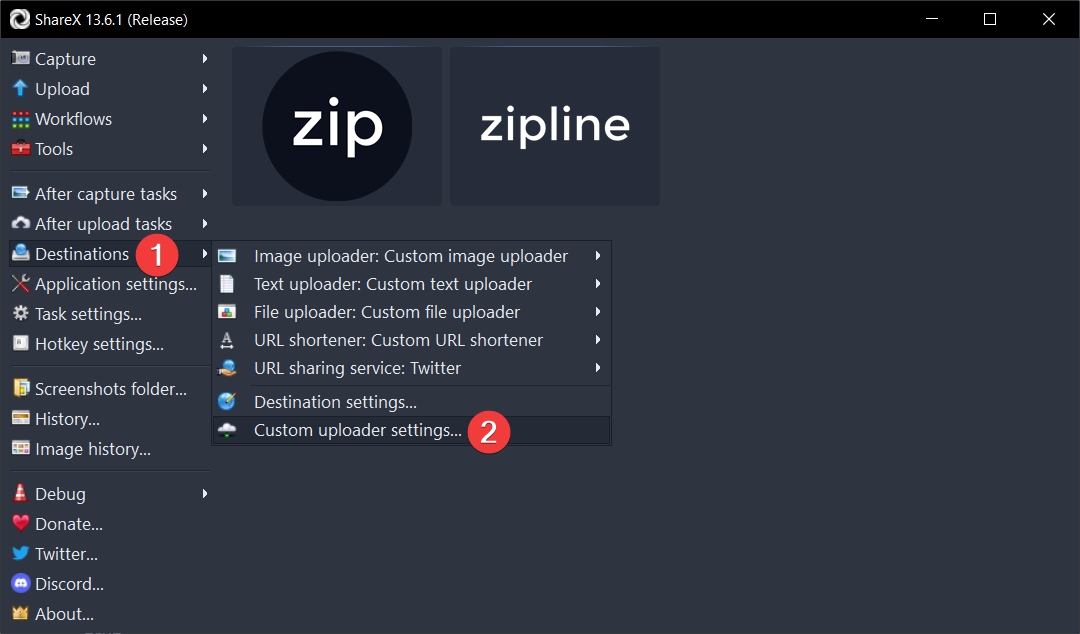 ShareX 13.6.1 (Release)
Capture
Upload
Workflows
Tools
After capture tasks
After upload tasks
Destinations
1
Application settings...
Task settings...
Hotkey settings...
Screenshots folder...
History...
Image history...
Debug
Donate...
Twitter...
Discord...
About...
zip
zipline
Image uploader: Custom image uploader
Text uploader: Custom text uploader
File uploader: Custom file uploader
URL shortener: Custom URL shortener
URL sharing service: Twitter
Destination settings...
Custom uploader settings...
2